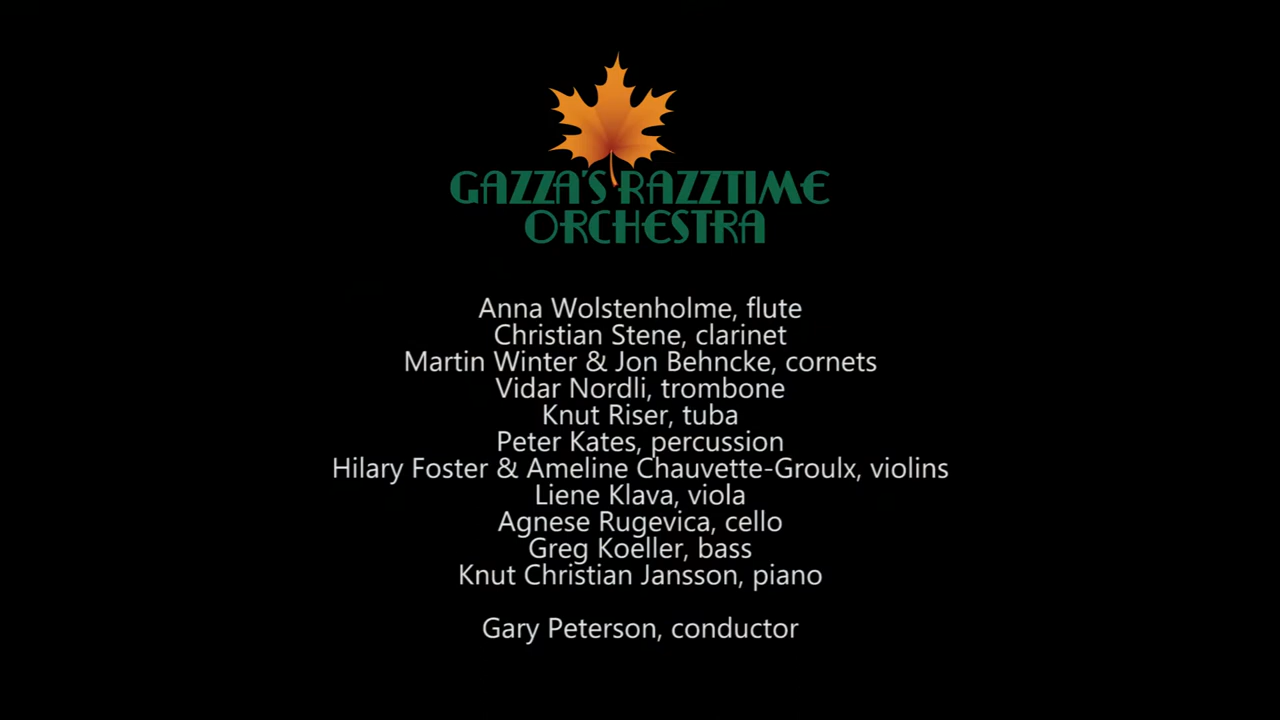 GAZZA'S RAZZTIME
ORCHESTRA
Anna Wolstenholme, flute
Christian Stene, clarinet
Martin Winter & Jon Behncke, cornets
Vidar Nordli, trombone
Knut Riser, tuba
Peter Kates, percussion
Hilary Foster & Ameline Chauvette-Groulx, violins
Liene Klava, viola
Agnese Rugevica, cello
Greg Koeller, bass
Knut Christian Jansson, piano
Gary Peterson, conductor